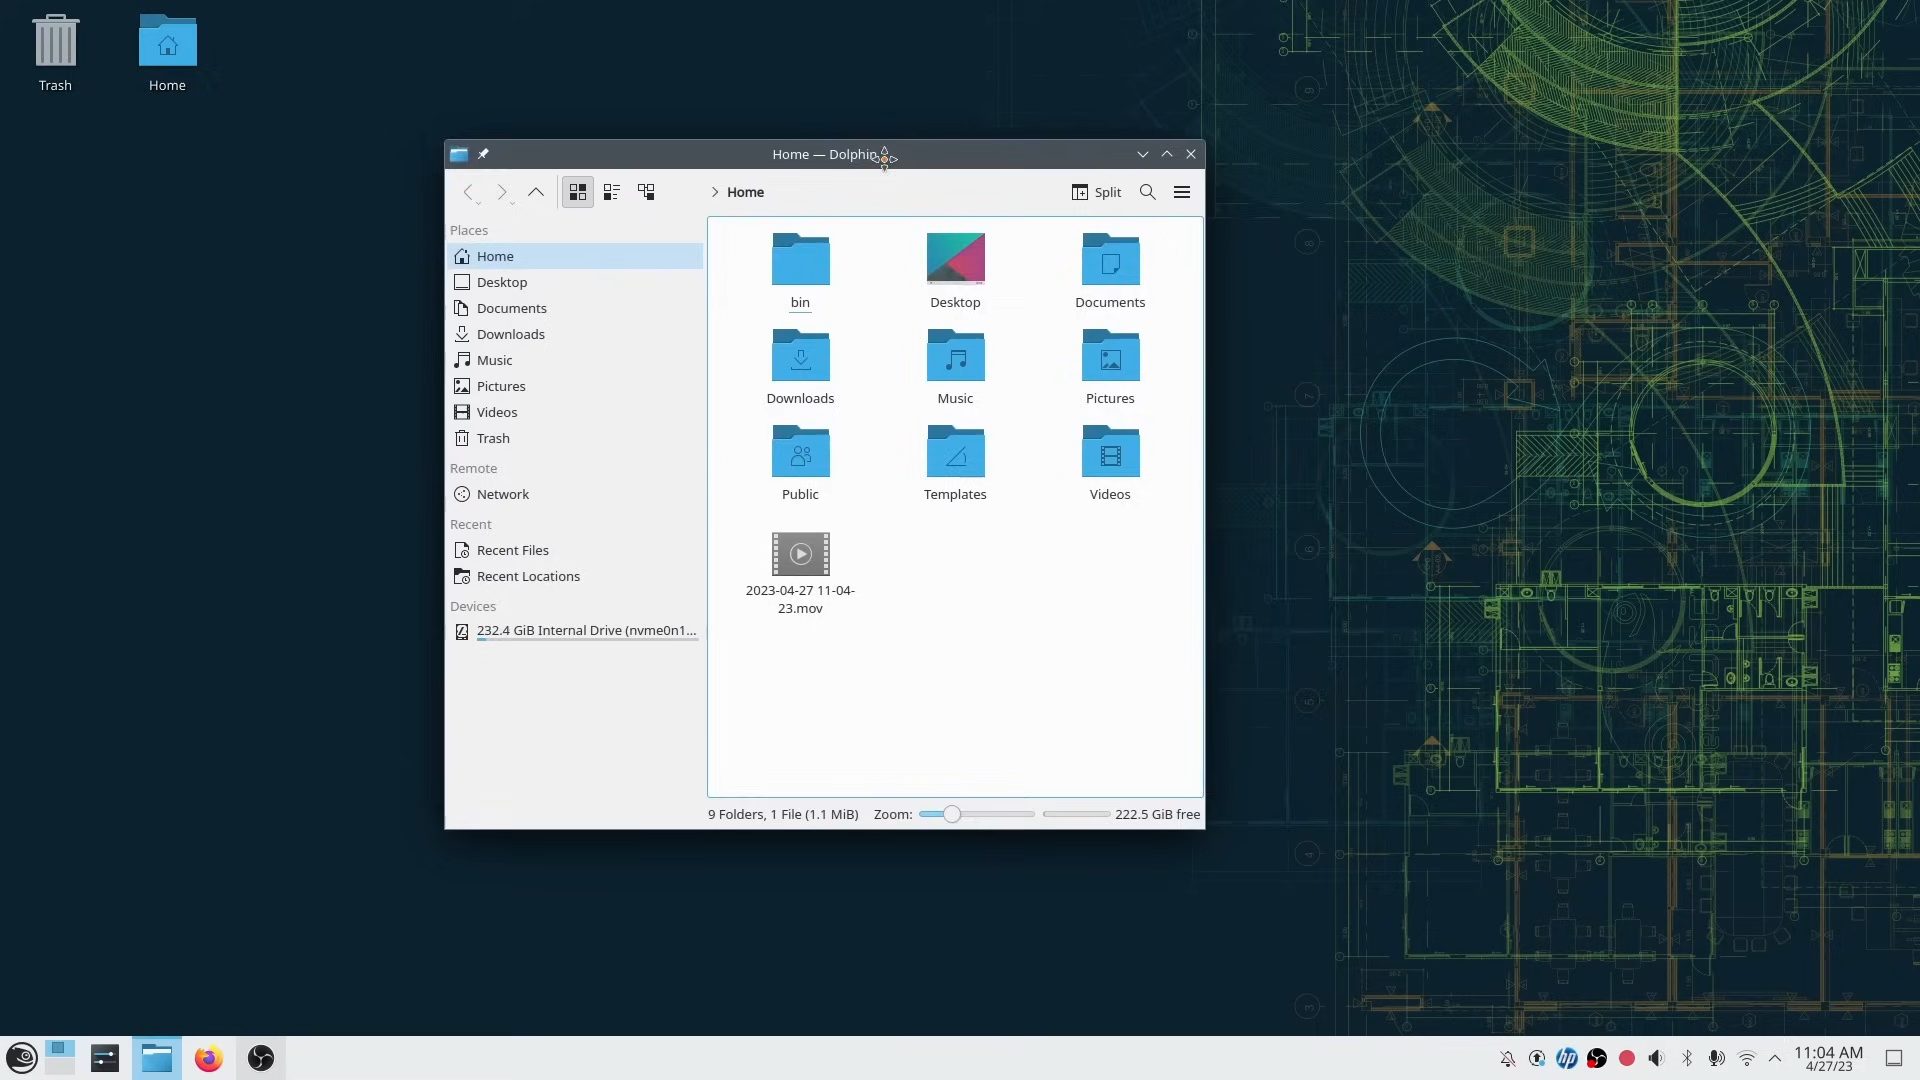 Trash
Home
Home — Dolphin
Home
Split
Places
Home
Desktop
Documents
Downloads
Music
Pictures
Videos
Trash
Remote
Network
Recent
Recent Files
Recent Locations
Devices
232.4 GiB Internal Drive (nvme0n1...
bin
Desktop
Documents
Downloads
Music
Pictures
Public
Templates
Videos
2023-04-27 11-04-
23.mov
9 Folders, 1 File (1.1 MiB)
Zoom:
222.5 GiB free
hp
11:04 AM
4/27/23